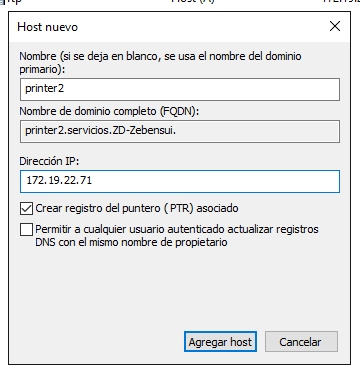 Host (A)
Host nuevo
Nombre (si se deja en blanco, se usa el nombre del dominio
primario):
printer2
Nombre de dominio completo (FQDN):
printer2.servicios.ZD-Zebensui.
Dirección IP:
172.19.22.71
Crear registro del puntero (PTR) asociado
Permitir a cualquier usuario autenticado actualizar registros
DNS con el mismo nombre de propietario
Agregar host
Cancelar